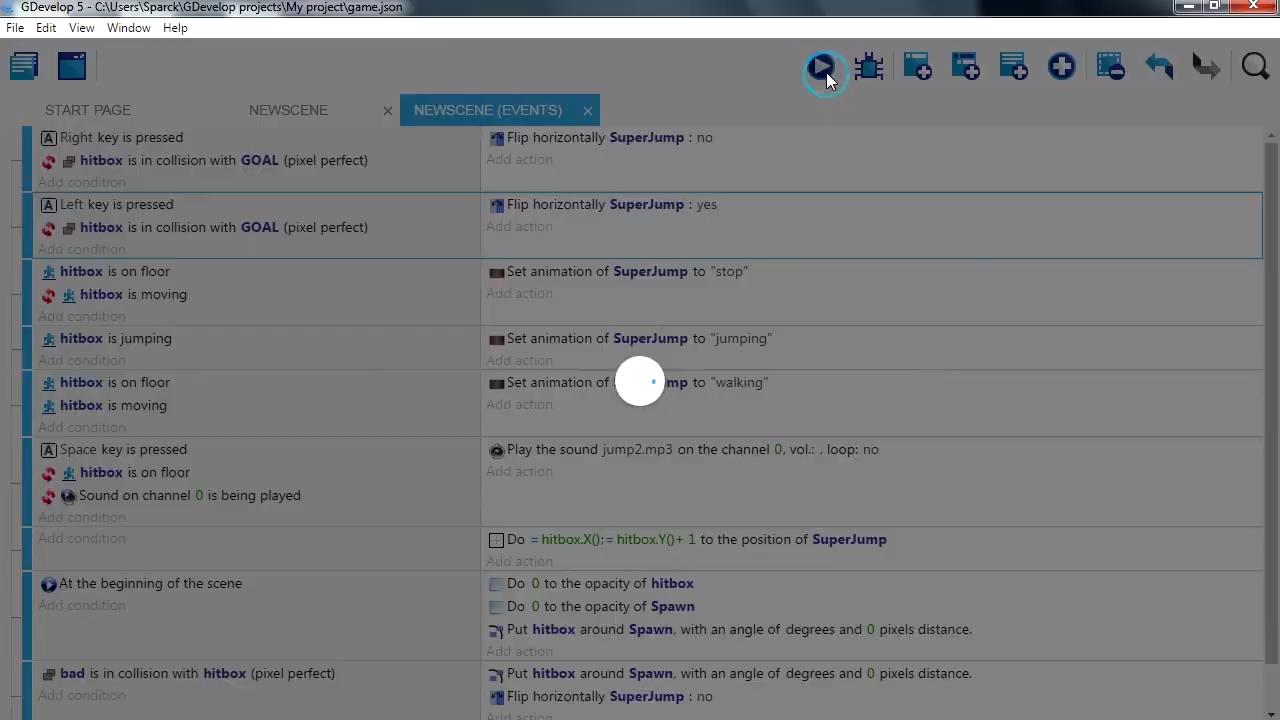 GDevelop 5 - C:\Users\Sparck\GDevelop projects\My project\game.json
File Edit View Window Help
START PAGE NEWSCENE × NEWSCENE (EVENTS) ×
Right key is pressed
Flip horizontally SuperJump : no
hitbox is in collision with GOAL (pixel perfect)
Add action
Add condition
Left key is pressed
Flip horizontally SuperJump : yes
hitbox is in collision with GOAL (pixel perfect)
Add action
Add condition
hitbox is on floor
Set animation of SuperJump to "stop"
hitbox is moving
Add action
Add condition
hitbox is jumping
Set animation of SuperJump to "jumping"
Add condition
Add action
hitbox is on floor
Set animation of mp to "walking"
hitbox is moving
Add action
Add condition
Space key is pressed
Play the sound jump2.mp3 on the channel 0, vol.: , loop: no
hitbox is on floor
Add action
Sound on channel 0 is being played
Add condition
Add condition
Do = hitbox.X();= hitbox.Y()+ 1 to the position of SuperJump
Add action
At the beginning of the scene
Do 0 to the opacity of hitbox
Add condition
Do 0 to the opacity of Spawn
Put hitbox around Spawn, with an angle of degrees and 0 pixels distance.
Add action
bad is in collision with hitbox (pixel perfect)
Put hitbox around Spawn, with an angle of degrees and 0 pixels distance.
Add condition
Flip horizontally SuperJump : no
Add action